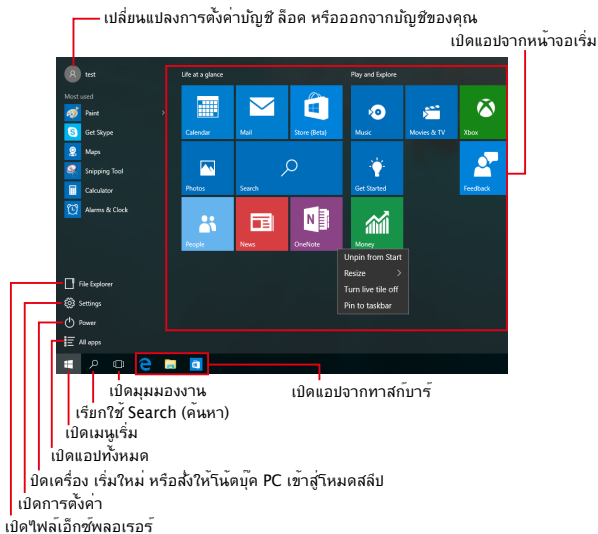 เปลี่ยนแปลงการตั้งค่าบัญชี ล็อค หรือออกจากบัญชีของคุณ
เปิดแอปจากหน้าจอเริ่ม
test
Life at a glance
Play and Explore
Most used
Paint
Get Skype
Maps
Snipping Tool
Calculator
Alarms & Clock
Calendar
Mail
Store (Beta)
Music
Movies & TV
Xbox
Photos
Search
Get Started
Feedback
People
News
OneNote
Money
Unpin from Start
Resize
Turn live tile off
Pin to taskbar
File Explorer
Settings
Power
All apps
เปิดมุมมองงาน
เปิดแอปจากทาสก์บาร์
เรียกใช้ Search (ค้นหา)
เปิดเมนูเริ่ม
เปิดแอปทั้งหมด
ปิดเครื่อง เริ่มใหม่ หรือสั่งให้โน้ตบุ๊ค PC เข้าสู่โหมดสลีป
เปิดการตั้งค่า
เปิดไฟล์เอ็กซ์พลอเรอร์